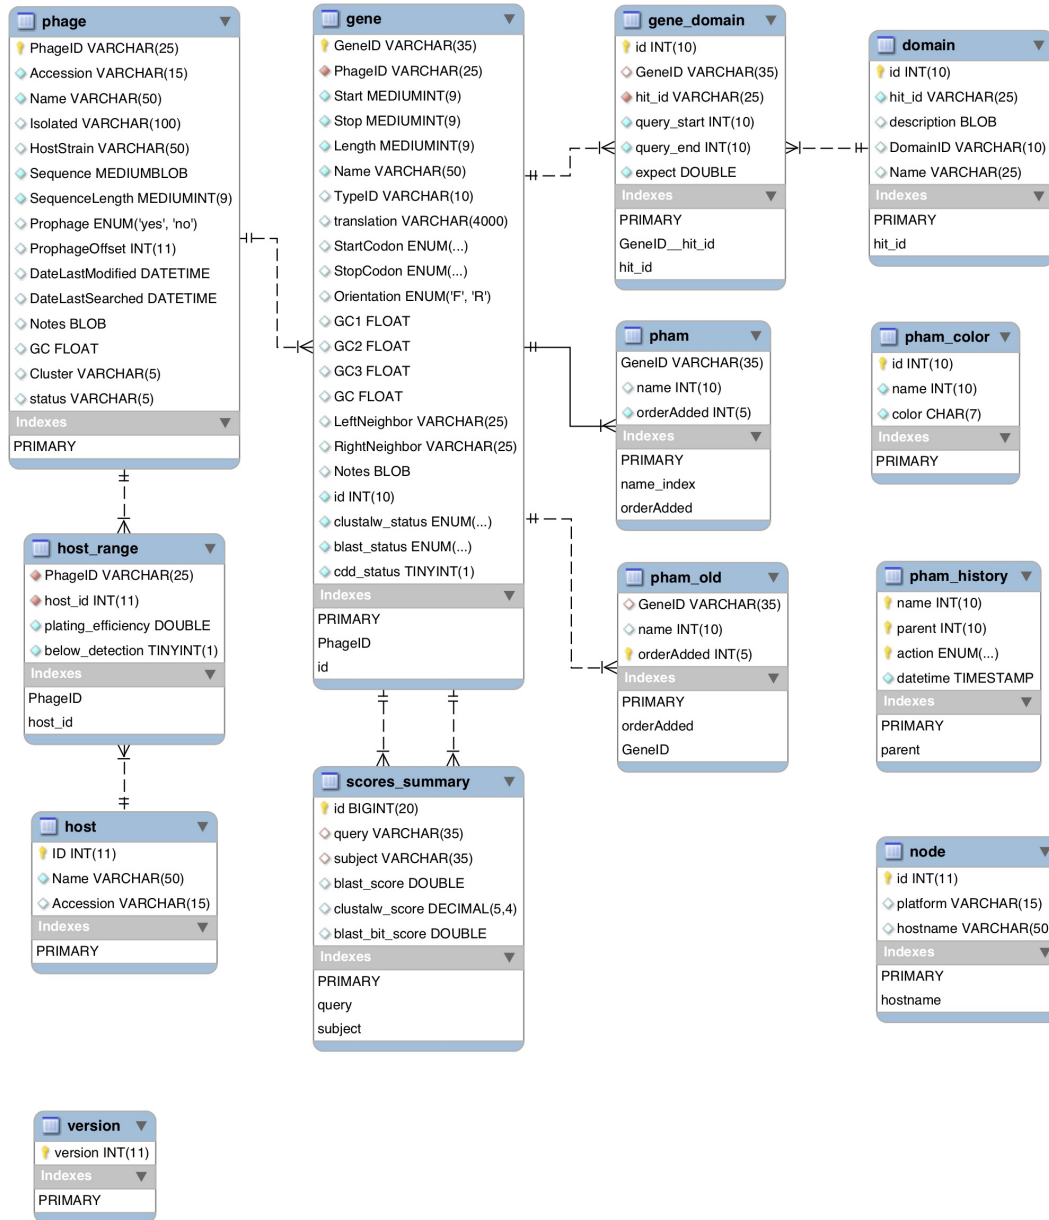 phage
PhageID VARCHAR(25)
Accession VARCHAR(15)
Name VARCHAR(50)
Isolated VARCHAR(100)
HostStrain VARCHAR(50)
Sequence MEDIUMBLOB
SequenceLength MEDIUMINT(9)
Prophage ENUM('yes', 'no')
ProphageOffset INT(11)
DateLastModified DATETIME
DateLastSearched DATETIME
Notes BLOB
GC FLOAT
Cluster VARCHAR(5)
status VARCHAR(5)
Indexes
PRIMARY
host_range
PhageID VARCHAR(25)
host_id INT(11)
plating_efficiency DOUBLE
below_detection TINYINT(1)
Indexes
PhageID
host_id
host
ID INT(11)
Name VARCHAR(50)
Accession VARCHAR(15)
Indexes
PRIMARY
version
version INT(11)
Indexes
PRIMARY
gene
GeneID VARCHAR(35)
PhageID VARCHAR(25)
Start MEDIUMINT(9)
Stop MEDIUMINT(9)
Length MEDIUMINT(9)
Name VARCHAR(50)
TypeID VARCHAR(10)
translation VARCHAR(4000)
StartCodon ENUM(...)
StopCodon ENUM(...)
Orientation ENUM('F', 'R')
GC1 FLOAT
GC2 FLOAT
GC3 FLOAT
GC FLOAT
LeftNeighbor VARCHAR(25)
RightNeighbor VARCHAR(25)
Notes BLOB
id INT(10)
clustalw_status ENUM(...)
blast_status ENUM(...)
cdd_status TINYINT(1)
Indexes
PRIMARY
PhageID
id
scores_summary
id BIGINT(20)
query VARCHAR(35)
subject VARCHAR(35)
blast_score DOUBLE
clustalw_score DECIMAL(5,4)
blast_bit_score DOUBLE
Indexes
PRIMARY
query
subject
gene_domain
id INT(10)
GeneID VARCHAR(35)
hit_id VARCHAR(25)
query_start INT(10)
query_end INT(10)
expect DOUBLE
Indexes
PRIMARY
GeneID__hit_id
hit_id
pham
GeneID VARCHAR(35)
name INT(10)
orderAdded INT(5)
Indexes
PRIMARY
name_index
orderAdded
pham_old
GeneID VARCHAR(35)
name INT(10)
orderAdded INT(5)
Indexes
PRIMARY
orderAdded
GeneID
domain
id INT(10)
hit_id VARCHAR(25)
description BLOB
DomainID VARCHAR(10)
Name VARCHAR(25)
Indexes
PRIMARY
hit_id
pham_color
id INT(10)
name INT(10)
color CHAR(7)
Indexes
PRIMARY
pham_history
name INT(10)
parent INT(10)
action ENUM(...)
datetime TIMESTAMP
Indexes
PRIMARY
parent
node
id INT(11)
platform VARCHAR(15)
hostname VARCHAR(50
Indexes
PRIMARY
hostname